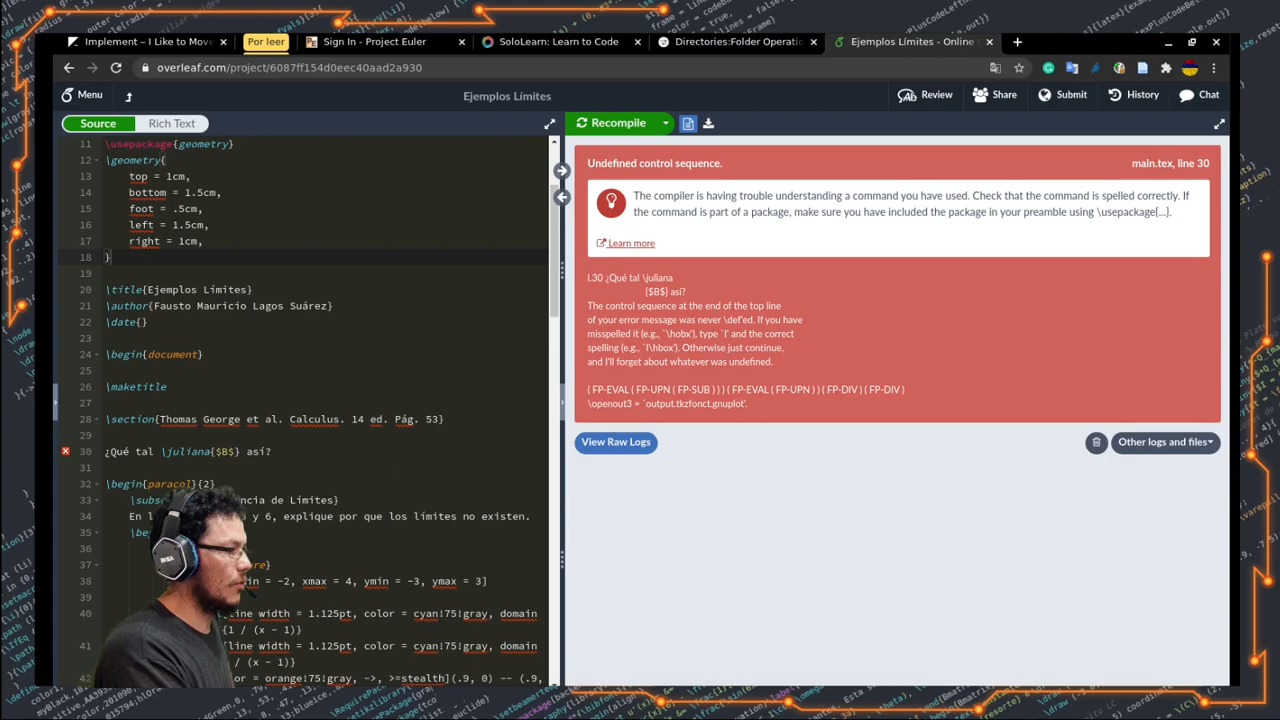 Implement – I Like to Mov
Por leer
Sign In - Project Euler
SoloLearn: Learn to Code
Directories:Folder Operatio
Ejemplos Límites - Online
overleaf.com/project/6087ff154d0eec40aad2a930
Menu
Ejemplos Límites
Review
Share
Submit
History
Chat
Source
Rich Text
Recompile
11 \usepackage{geometry}
12 \geometry{
13 top = 1cm,
14 bottom = 1.5cm,
15 foot = .5cm,
16 left = 1.5cm,
17 right = 1cm,
18 }
19
20 \title{Ejemplos Límites}
21 \author{Fausto Mauricio Lagos Suárez}
22 \date{}
23
24 \begin{document}
25
26 \maketitle
27
28 \section{Thomas George et al. Calculus. 14 ed. Pág. 53}
29
30 ¿Qué tal \juliana{$B$} así?
31
32 \begin{paracol}{2}
33 \subs encia de Límites}
34 En l s y 6, explique por que los límites no existen.
35 \be
36
37 ure}
38 in = -2, xmax = 4, ymin = -3, ymax = 3]
39
40 [line width = 1.125pt, color = cyan!75!gray, domain
{1 / (x - 1)}
41 [line width = 1.125pt, color = cyan!75!gray, domain
/ (x - 1)}
42 or = orange!75!gray, ->, >=stealth](.9, 0) -- (.9,
Undefined control sequence.
main.tex, line 30
The compiler is having trouble understanding a command you have used. Check that the command is spelled correctly. If
the command is part of a package, make sure you have included the package in your preamble using \usepackage{...}.
Learn more
l.30 ¿Qué tal \juliana
{$B$} así?
The control sequence at the end of the top line
of your error message was never \def'ed. If you have
misspelled it (e.g., `\hobx'), type `I' and the correct
spelling (e.g., `I\hbox'). Otherwise just continue,
and I'll forget about whatever was undefined.
( FP-EVAL ( FP-UPN ( FP-SUB ) ) ) ( FP-EVAL ( FP-UPN ) ) ( FP-DIV ) ( FP-DIV )
\openout3 = `output.tkzfonct.gnuplot'.
View Raw Logs
Other logs and files